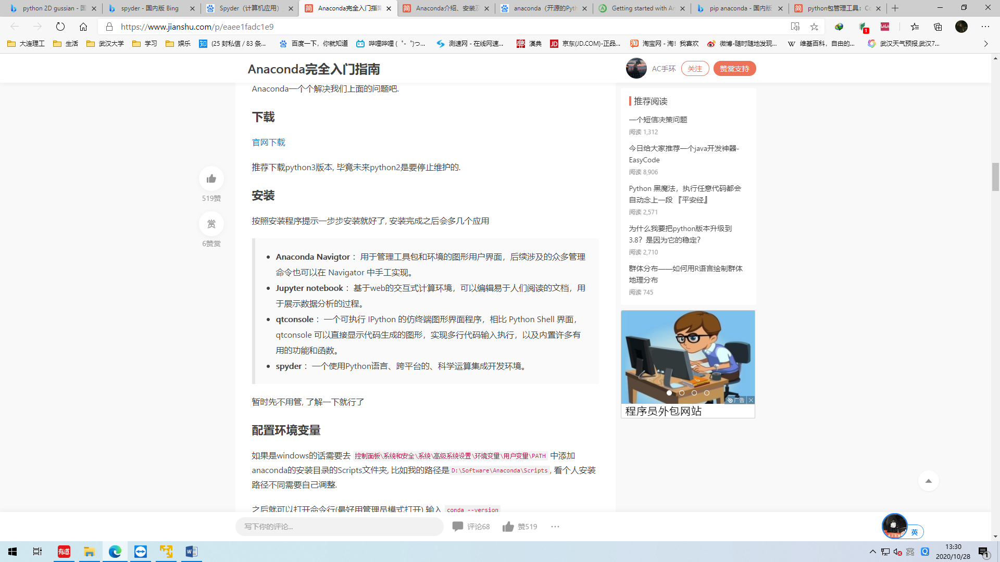 python 2D gussian - 国
spyder - 国内版 Bing
Spyder（计算机应用）
Anaconda完全入门指南
Anaconda介绍、安装及
anaconda（开源的Pyth
Getting started with An
pip anaconda - 国内版
python包管理工具：Co
https://www.jianshu.com/p/eaee1fadc1e9
1
大连理工
生活
武汉大学
学习
娱乐
(25 封私信 / 83 条...
百度一下，你就知道
哔哩哔哩 ( ゜- ゜)つ...
测速网 - 在线网速...
漢典
京东(JD.COM)-正品...
淘宝网 - 淘！我喜欢
微博-随时随地发现...
维基百科，自由的...
武汉天气预报,武汉7...
Anaconda完全入门指南
AC手环
关注
赞赏支持
Anaconda一个个解决我们上面的问题吧.
下载
官网下载
推荐下载python3版本, 毕竟未来python2是要停止维护的.
安装
按照安装程序提示一步步安装就好了, 安装完成之后会多几个应用
Anaconda Navigtor ：用于管理工具包和环境的图形用户界面，后续涉及的众多管理
命令也可以在 Navigator 中手工实现。
Jupyter notebook ：基于web的交互式计算环境，可以编辑易于人们阅读的文档，用
于展示数据分析的过程。
qtconsole ：一个可执行 IPython 的仿终端图形界面程序，相比 Python Shell 界面，
qtconsole 可以直接显示代码生成的图形，实现多行代码输入执行，以及内置许多有
用的功能和函数。
spyder ：一个使用Python语言、跨平台的、科学运算集成开发环境。
暂时先不用管, 了解一下就行了
配置环境变量
如果是windows的话需要去 控制面板\系统和安全\系统\高级系统设置\环境变量\用户变量\PATH 中添加
anaconda的安装目录的Scripts文件夹, 比如我的路径是 D:\Software\Anaconda\Scripts , 看个人安装
路径不同需要自己调整.
之后就可以打开命令行(最好用管理员模式打开) 输入 conda --version
519赞
赏
6赞赏
推荐阅读
一个短信决策问题
阅读 1,312
今日给大家推荐一个java开发神器-
EasyCode
阅读 8,906
Python 黑魔法，执行任意代码都会
自动念上一段 『平安经』
阅读 2,571
为什么我要把python版本升级到
3.8？是因为它的稳定？
阅读 2,710
群体分布——如何用R语言绘制群体
地理分布
阅读 745
广告
程序员外包网站
写下你的评论...
评论68
赞519
英
有道
英
13:30
2020/10/28
1